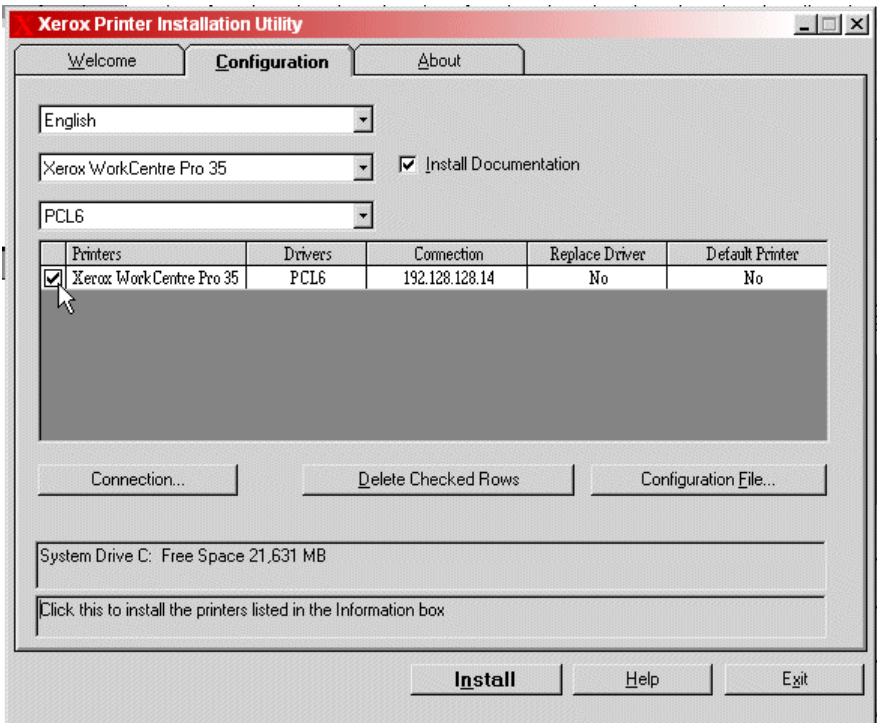 Xerox Printer Installation Utility
Welcome Configuration About
English
Xerox WorkCentre Pro 35 Install Documentation
PCL6
Printers Drivers Connection Replace Driver Default Printer
Xerox WorkCentre Pro 35 PCL6 192.128.128.14 No No
Connection... Delete Checked Rows Configuration File...
System Drive C: Free Space 21,631 MB
Click this to install the printers listed in the Information box
Install Help Exit